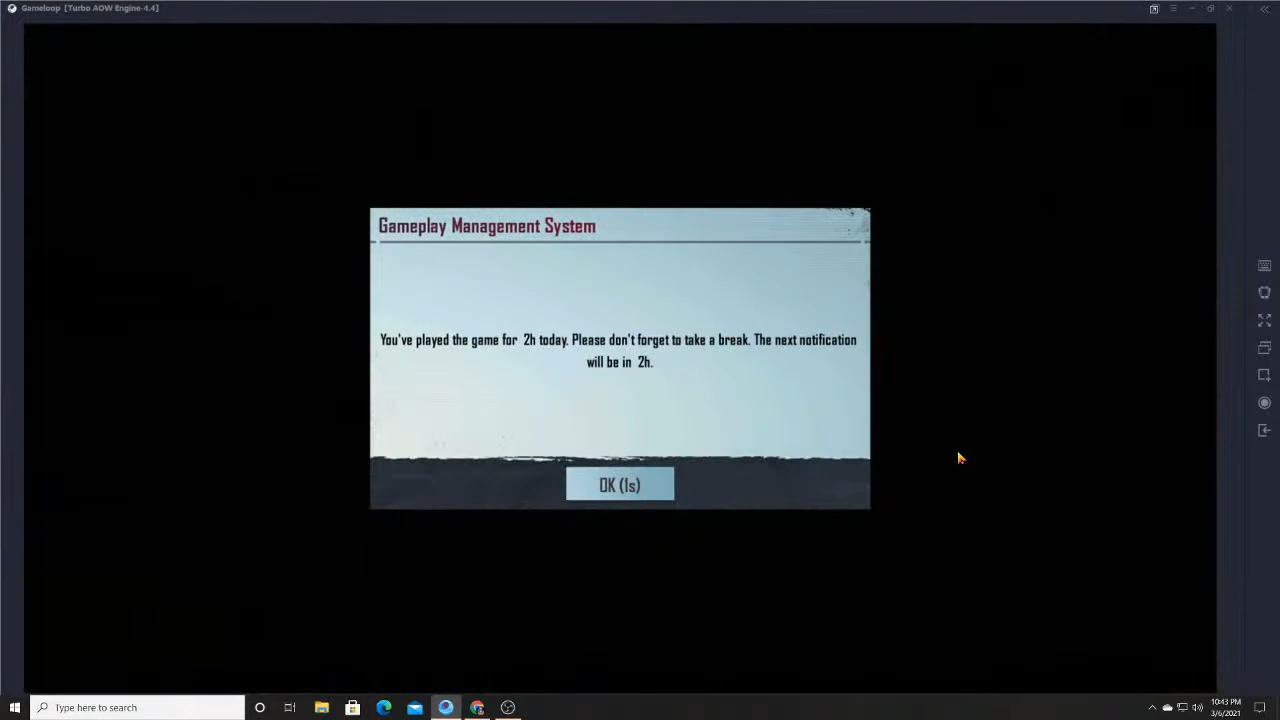 Gameloop [Turbo AOW Engine-4.4]
Gameplay Management System
You've played the game for 2h today. Please don't forget to take a break. The next notification
will be in 2h.
OK (1s)
Type here to search
10:43 PM
3/6/2021